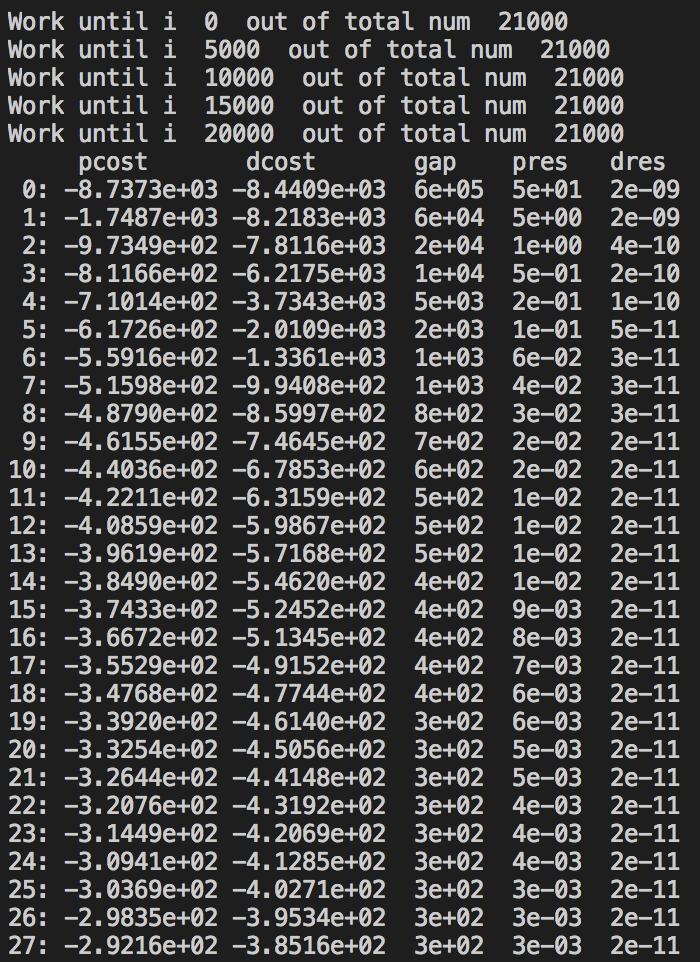 Work until i  0  out of total num  21000
Work until i  5000  out of total num  21000
Work until i  10000  out of total num  21000
Work until i  15000  out of total num  21000
Work until i  20000  out of total num  21000
     pcost       dcost       gap    pres   dres
 0: -8.7373e+03 -8.4409e+03  6e+05  5e+01  2e-09
 1: -1.7487e+03 -8.2183e+03  6e+04  5e+00  2e-09
 2: -9.7349e+02 -7.8116e+03  2e+04  1e+00  4e-10
 3: -8.1166e+02 -6.2175e+03  1e+04  5e-01  2e-10
 4: -7.1014e+02 -3.7343e+03  5e+03  2e-01  1e-10
 5: -6.1726e+02 -2.0109e+03  2e+03  1e-01  5e-11
 6: -5.5916e+02 -1.3361e+03  1e+03  6e-02  3e-11
 7: -5.1598e+02 -9.9408e+02  1e+03  4e-02  3e-11
 8: -4.8790e+02 -8.5997e+02  8e+02  3e-02  3e-11
 9: -4.6155e+02 -7.4645e+02  7e+02  2e-02  2e-11
10: -4.4036e+02 -6.7853e+02  6e+02  2e-02  2e-11
11: -4.2211e+02 -6.3159e+02  5e+02  1e-02  2e-11
12: -4.0859e+02 -5.9867e+02  5e+02  1e-02  2e-11
13: -3.9619e+02 -5.7168e+02  5e+02  1e-02  2e-11
14: -3.8490e+02 -5.4620e+02  4e+02  1e-02  2e-11
15: -3.7433e+02 -5.2452e+02  4e+02  9e-03  2e-11
16: -3.6672e+02 -5.1345e+02  4e+02  8e-03  2e-11
17: -3.5529e+02 -4.9152e+02  4e+02  7e-03  2e-11
18: -3.4768e+02 -4.7744e+02  4e+02  6e-03  2e-11
19: -3.3920e+02 -4.6140e+02  3e+02  6e-03  2e-11
20: -3.3254e+02 -4.5056e+02  3e+02  5e-03  2e-11
21: -3.2644e+02 -4.4148e+02  3e+02  5e-03  2e-11
22: -3.2076e+02 -4.3192e+02  3e+02  4e-03  2e-11
23: -3.1449e+02 -4.2069e+02  3e+02  4e-03  2e-11
24: -3.0941e+02 -4.1285e+02  3e+02  4e-03  2e-11
25: -3.0369e+02 -4.0271e+02  3e+02  3e-03  2e-11
26: -2.9835e+02 -3.9534e+02  3e+02  3e-03  2e-11
27: -2.9216e+02 -3.8516e+02  3e+02  3e-03  2e-11